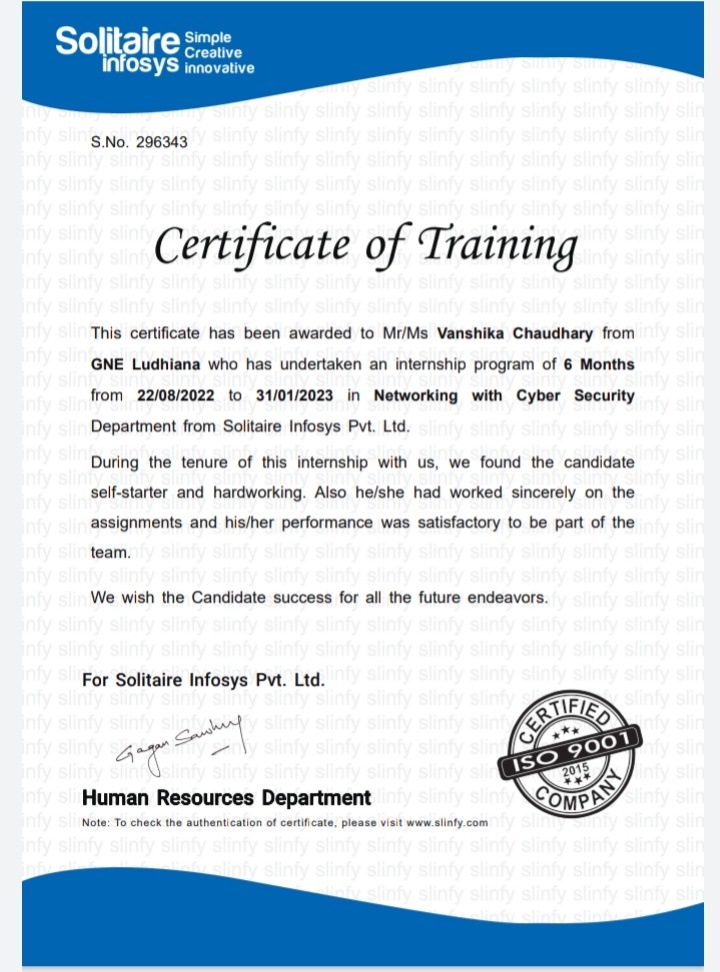 Solitaire
infosys
Simple
Creative
innovative
S.No. 296343
Certificate of Training
This certificate has been awarded to Mr/Ms Vanshika Chaudhary from
GNE Ludhiana who has undertaken an internship program of 6 Months
from 22/08/2022 to 31/01/2023 in Networking with Cyber Security
Department from Solitaire Infosys Pvt. Ltd.
During the tenure of this internship with us, we found the candidate
self-starter and hardworking. Also he/she had worked sincerely on the
assignments and his/her performance was satisfactory to be part of the
team.
We wish the Candidate success for all the future endeavors.
For Solitaire Infosys Pvt. Ltd.
Gagan Sawhney
Human Resources Department
Note: To check the authentication of certificate, please visit www.slinfy.com
CERTIFIED
ISO 9001
2015
COMPANY
slinfy